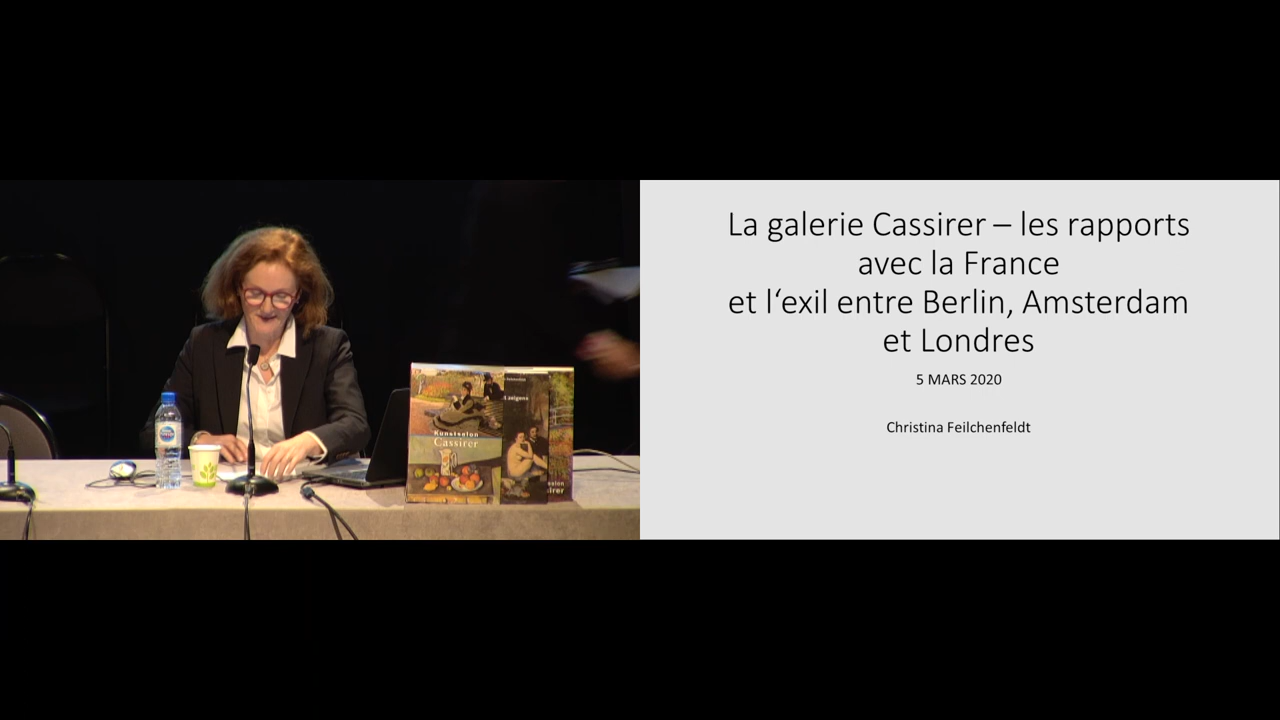 La galerie Cassirer – les rapports
avec la France
et l‘exil entre Berlin, Amsterdam
et Londres
5 MARS 2020
Christina Feilchenfeldt
Kunstsalon
Cassirer
zeigens